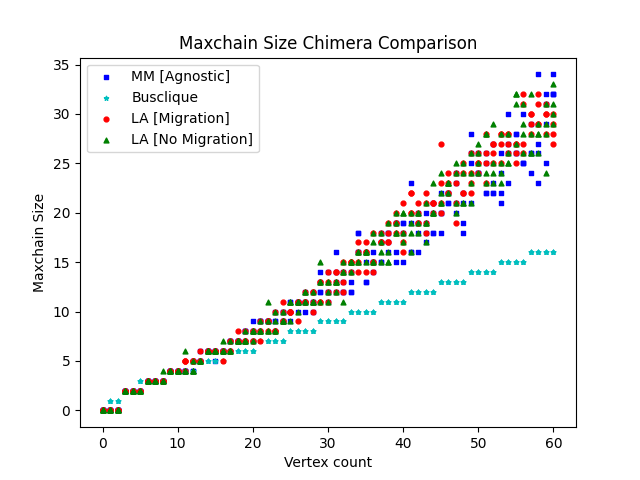 Maxchain Size Chimera Comparison
35
30
25
20
15
10
5
0
Maxchain Size
MM [Agnostic]
Busclique
LA [Migration]
LA [No Migration]
0 10 20 30 40 50 60
Vertex count